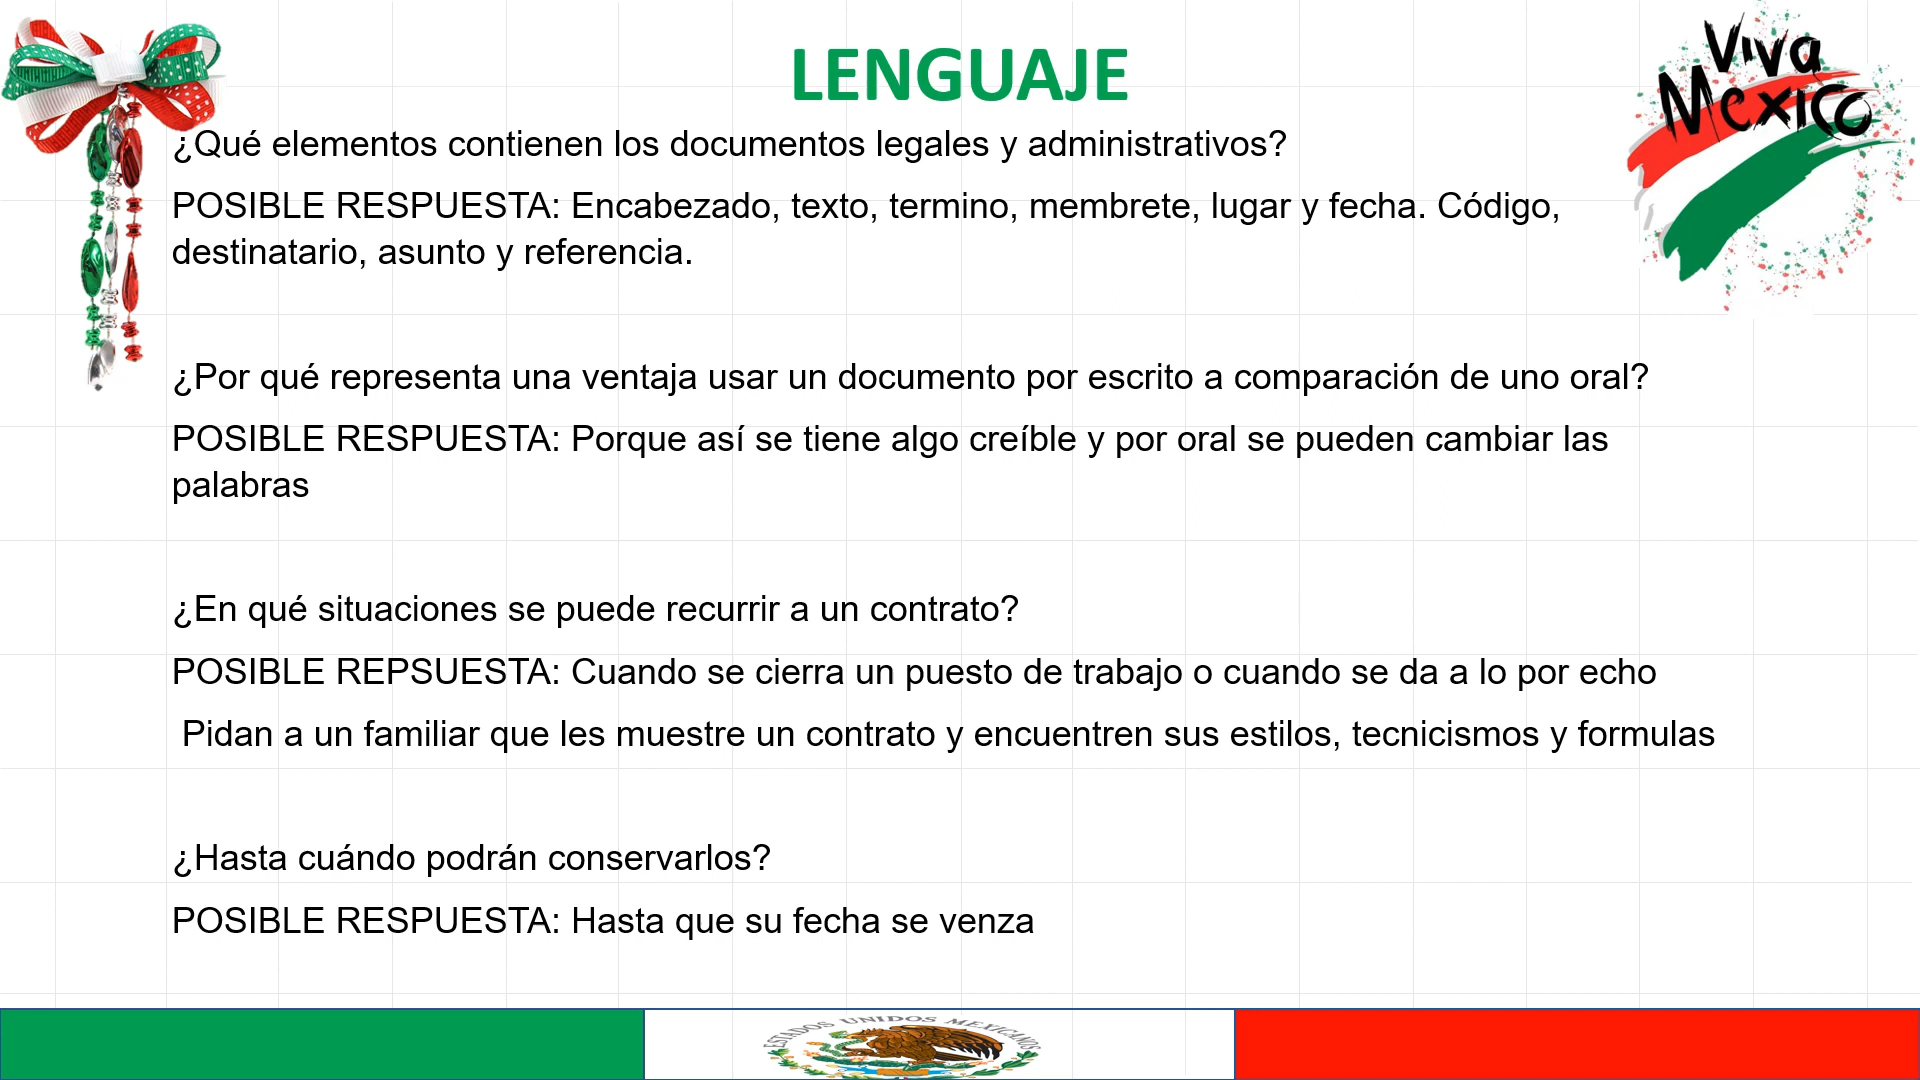 LENGUAJE
Viva
Mexico
¿Qué elementos contienen los documentos legales y administrativos?
POSIBLE RESPUESTA: Encabezado, texto, termino, membrete, lugar y fecha. Código,
destinatario, asunto y referencia.
¿Por qué representa una ventaja usar un documento por escrito a comparación de uno oral?
POSIBLE RESPUESTA: Porque así se tiene algo creíble y por oral se pueden cambiar las
palabras
¿En qué situaciones se puede recurrir a un contrato?
POSIBLE REPSUESTA: Cuando se cierra un puesto de trabajo o cuando se da a lo por echo
Pidan a un familiar que les muestre un contrato y encuentren sus estilos, tecnicismos y formulas
¿Hasta cuándo podrán conservarlos?
POSIBLE RESPUESTA: Hasta que su fecha se venza
ESTADOS UNIDOS MEXICANOS